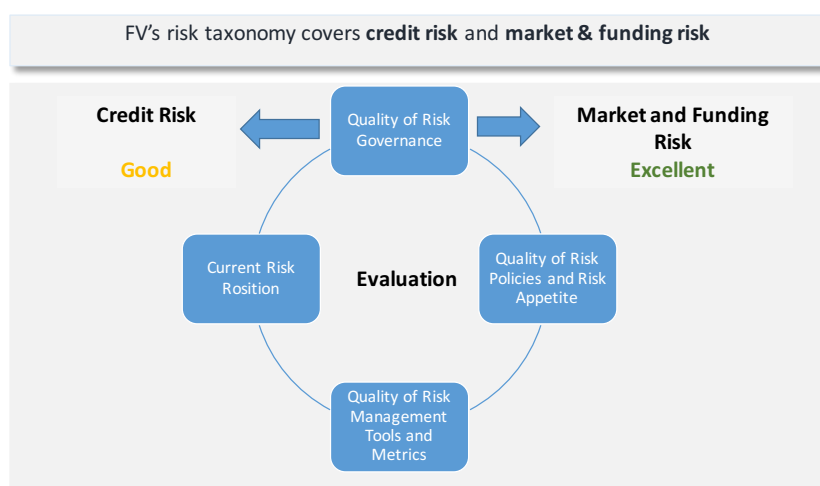 FV’s risk taxonomy covers credit risk and market & funding risk
Credit Risk
Good
Quality of Risk
Governance
Market and Funding
Risk
Excellent
Current Risk
Rosition
Evaluation
Quality of Risk
Policies and Risk
Appetite
Quality of Risk
Management
Tools and
Metrics